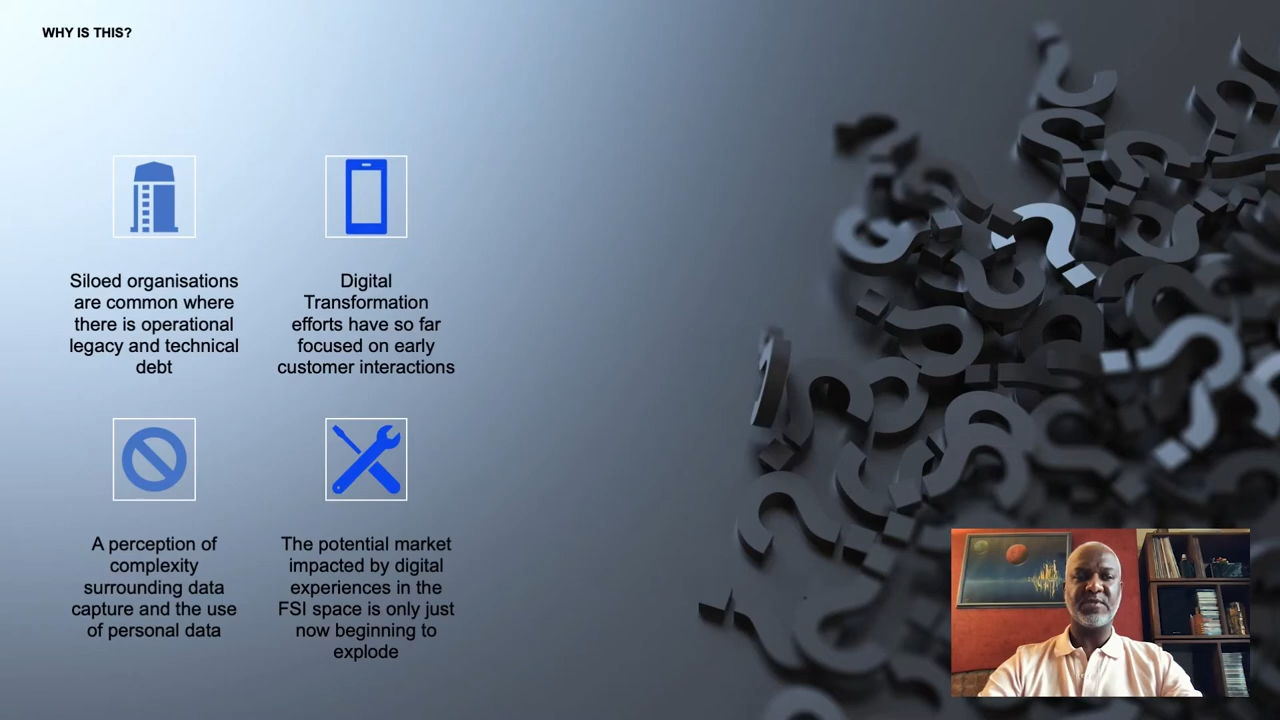 WHY IS THIS?
Siloed organisations
are common where
there is operational
legacy and technical
debt
Digital
Transformation
efforts have so far
focused on early
customer interactions
A perception of
complexity
surrounding data
capture and the use
of personal data
The potential market
impacted by digital
experiences in the
FSI space is only just
now beginning to
explode